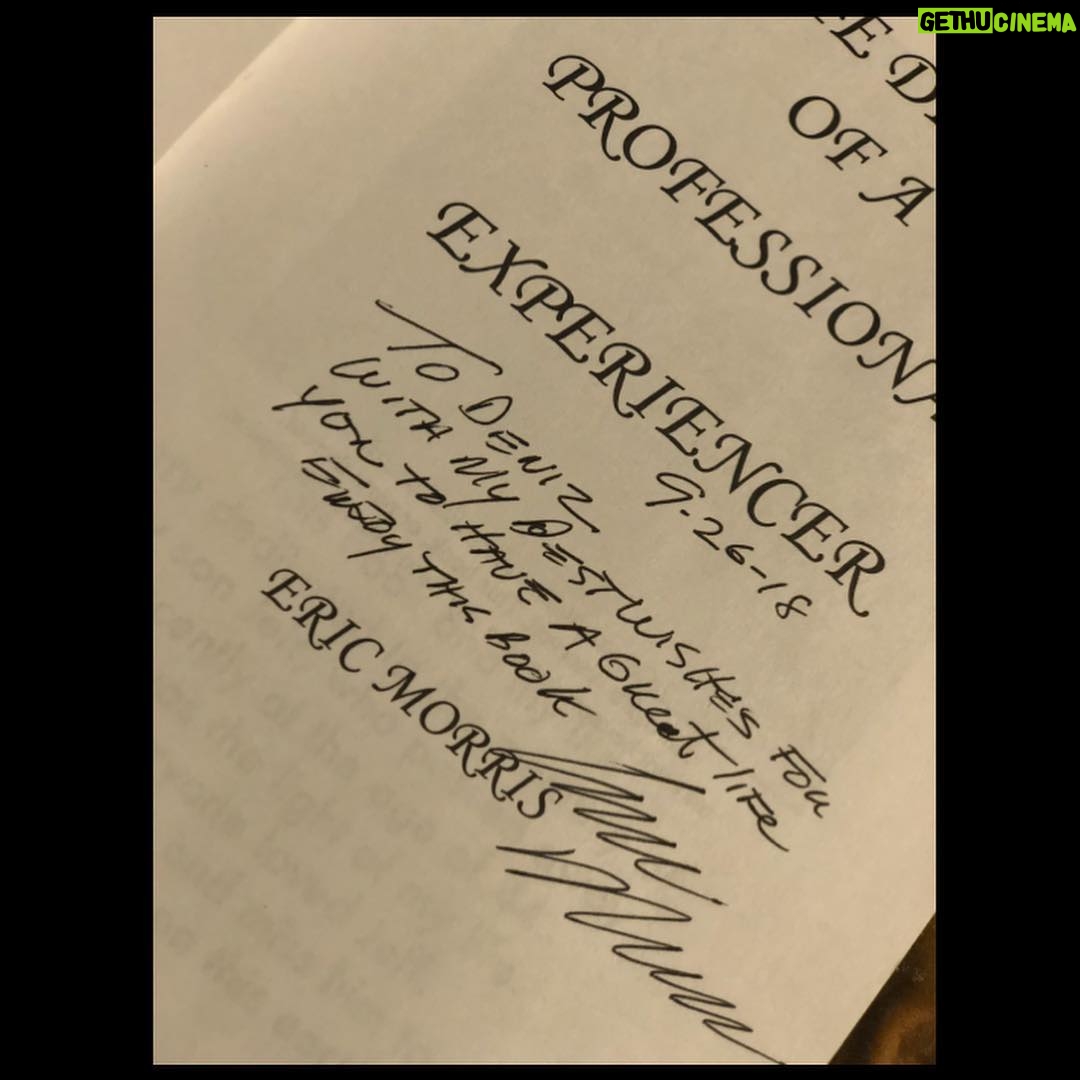 GETHUCINEMA
OF A
PROFESSIONA
EXPERIENCER
9-26-18
TO DENIZ
WITH MY BEST WISHES FOR
YOU TO HAVE A GREAT LIFE
ENJOY THIS BOOK
ERIC MORRIS